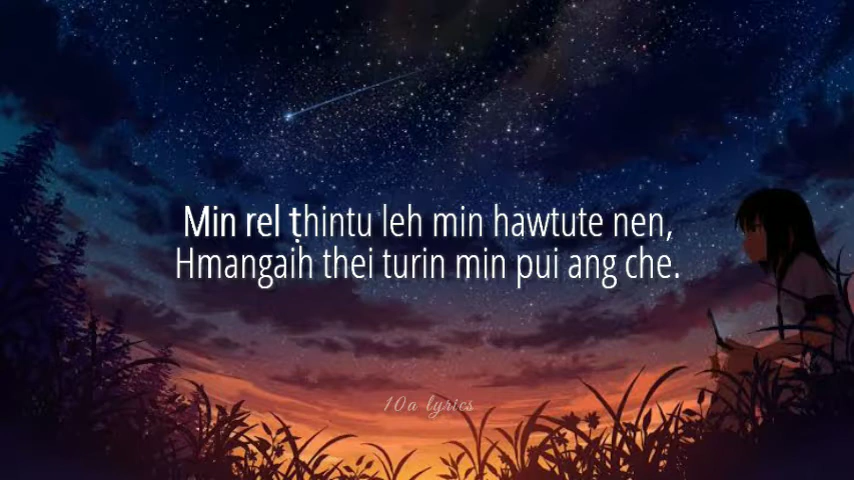 Min rel ṭhintu leh min hawtute nen,
Hmangaih thei turin min pui ang che.
10a lyrics